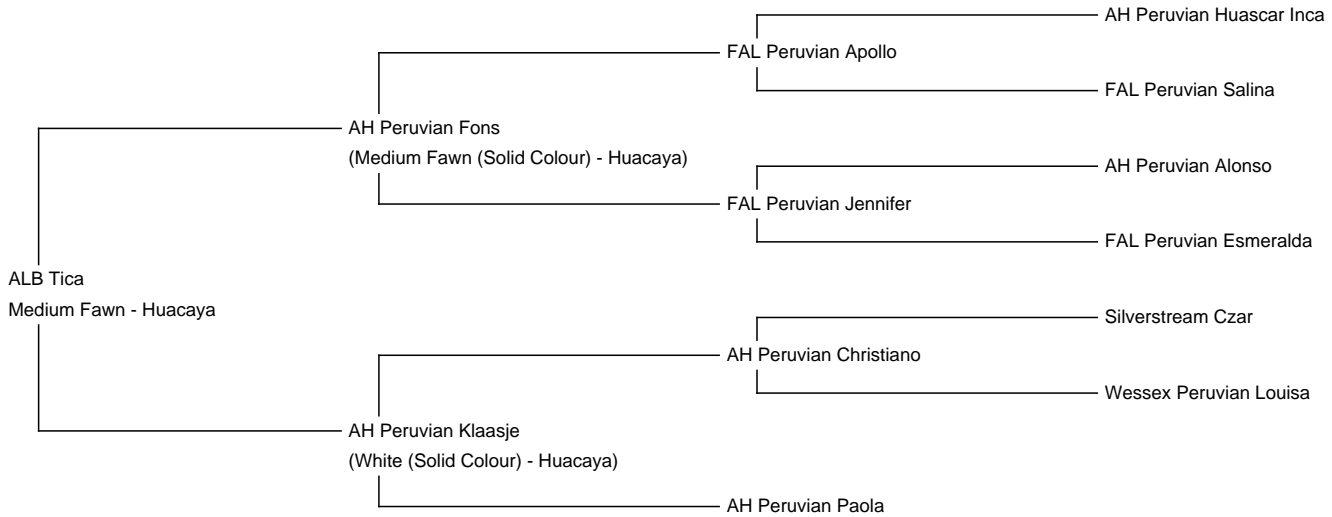 AH Peruvian Huascar Inca
FAL Peruvian Apollo
FAL Peruvian Salina
AH Peruvian Fons
(Medium Fawn (Solid Colour) - Huacaya)
AH Peruvian Alonso
FAL Peruvian Jennifer
FAL Peruvian Esmeralda
ALB Tica
Medium Fawn - Huacaya
Silverstream Czar
AH Peruvian Christiano
Wessex Peruvian Louisa
AH Peruvian Klaasje
(White (Solid Colour) - Huacaya)
AH Peruvian Paola